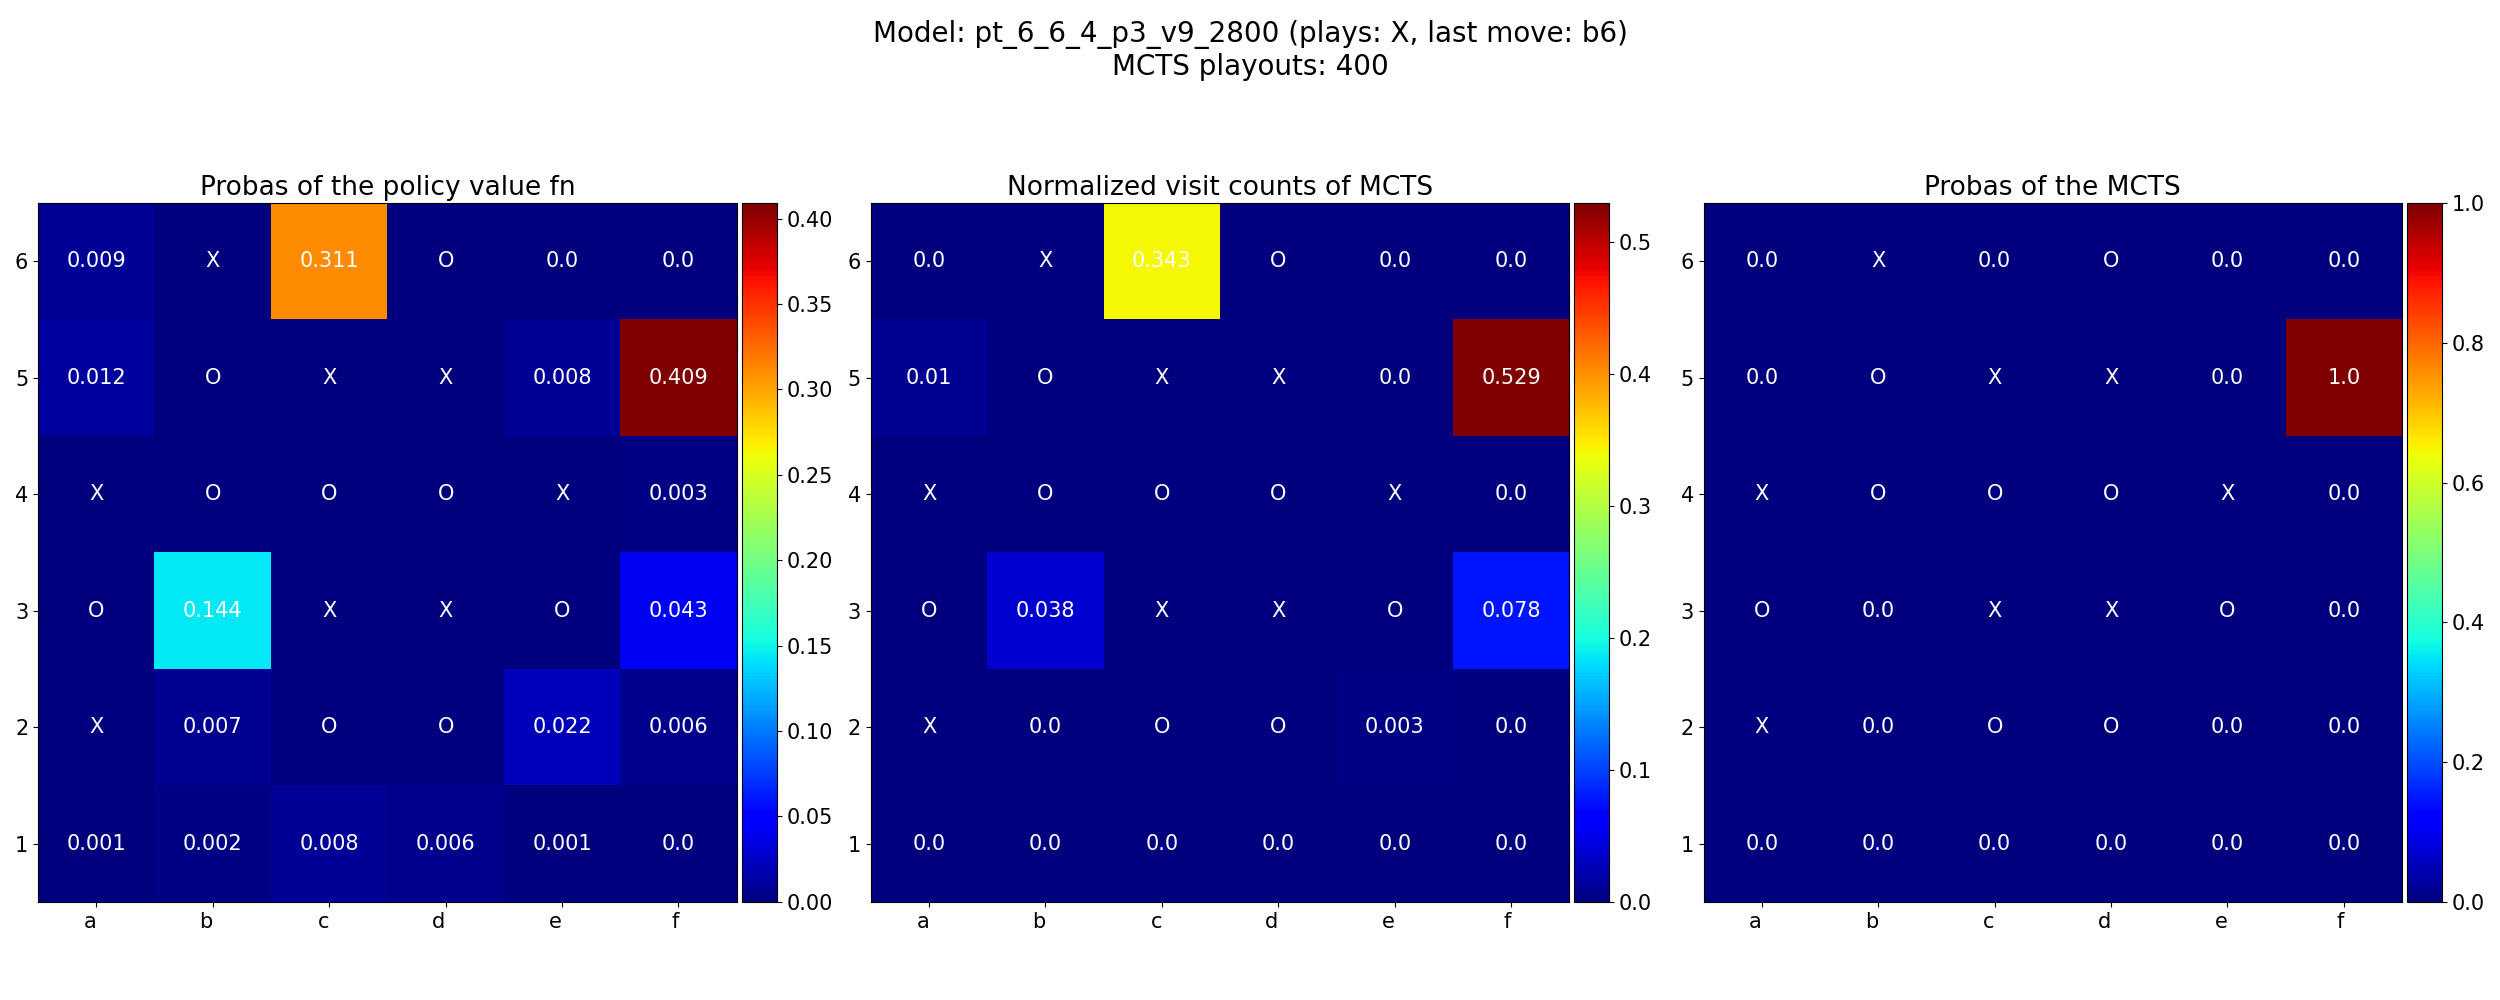 Model: pt_6_6_4_p3_v9_2800 (plays: X, last move: b6)
MCTS playouts: 400
Probas of the policy value fn
6 0.009 X 0.311 O 0.0 0.0
5 0.012 O X X 0.008 0.409
4 X O O O X 0.003
3 O 0.144 X X O 0.043
2 X 0.007 O O 0.022 0.006
1 0.001 0.002 0.008 0.006 0.001 0.0
a b c d e f
0.40
0.35
0.30
0.25
0.20
0.15
0.10
0.05
0.00
Normalized visit counts of MCTS
6 0.0 X 0.343 O 0.0 0.0
5 0.01 O X X 0.0 0.529
4 X O O O X 0.0
3 O 0.038 X X O 0.078
2 X 0.0 O O 0.003 0.0
1 0.0 0.0 0.0 0.0 0.0 0.0
a b c d e f
0.5
0.4
0.3
0.2
0.1
0.0
Probas of the MCTS
6 0.0 X 0.0 O 0.0 0.0
5 0.0 O X X 0.0 1.0
4 X O O O X 0.0
3 O 0.0 X X O 0.0
2 X 0.0 O O 0.0 0.0
1 0.0 0.0 0.0 0.0 0.0 0.0
a b c d e f
1.0
0.8
0.6
0.4
0.2
0.0